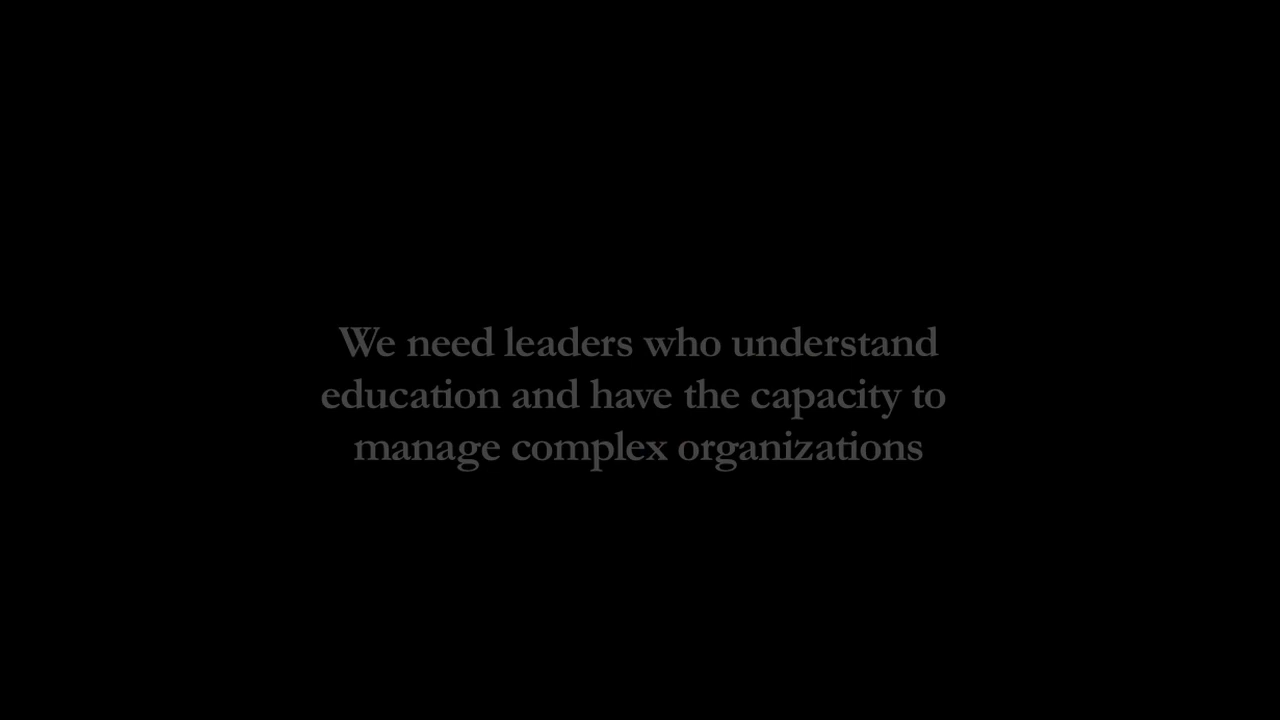 We need leaders who understand
education and have the capacity to
manage complex organizations